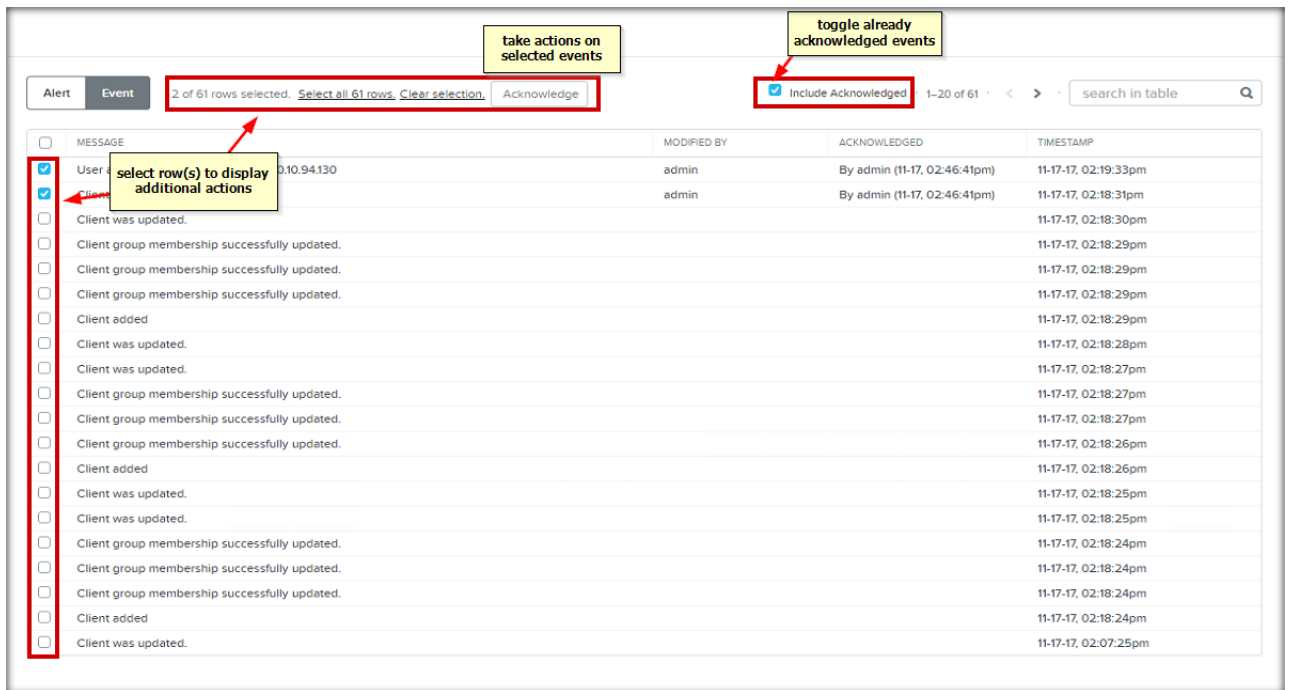 take actions on
selected events
toggle already
acknowledged events
Alert Event 2 of 61 rows selected. Select all 61 rows. Clear selection. Acknowledge Include Acknowledged · 1–20 of 61 · < > · search in table
MESSAGE MODIFIED BY ACKNOWLEDGED TIMESTAMP
select row(s) to display
additional actions
User 0.10.94.130 admin By admin (11-17, 02:46:41pm) 11-17-17, 02:19:33pm
Client admin By admin (11-17, 02:46:41pm) 11-17-17, 02:18:31pm
Client was updated. 11-17-17, 02:18:30pm
Client group membership successfully updated. 11-17-17, 02:18:29pm
Client group membership successfully updated. 11-17-17, 02:18:29pm
Client group membership successfully updated. 11-17-17, 02:18:29pm
Client added 11-17-17, 02:18:29pm
Client was updated. 11-17-17, 02:18:28pm
Client was updated. 11-17-17, 02:18:27pm
Client group membership successfully updated. 11-17-17, 02:18:27pm
Client group membership successfully updated. 11-17-17, 02:18:27pm
Client group membership successfully updated. 11-17-17, 02:18:26pm
Client added 11-17-17, 02:18:26pm
Client was updated. 11-17-17, 02:18:25pm
Client was updated. 11-17-17, 02:18:25pm
Client group membership successfully updated. 11-17-17, 02:18:24pm
Client group membership successfully updated. 11-17-17, 02:18:24pm
Client group membership successfully updated. 11-17-17, 02:18:24pm
Client added 11-17-17, 02:18:24pm
Client was updated. 11-17-17, 02:07:25pm